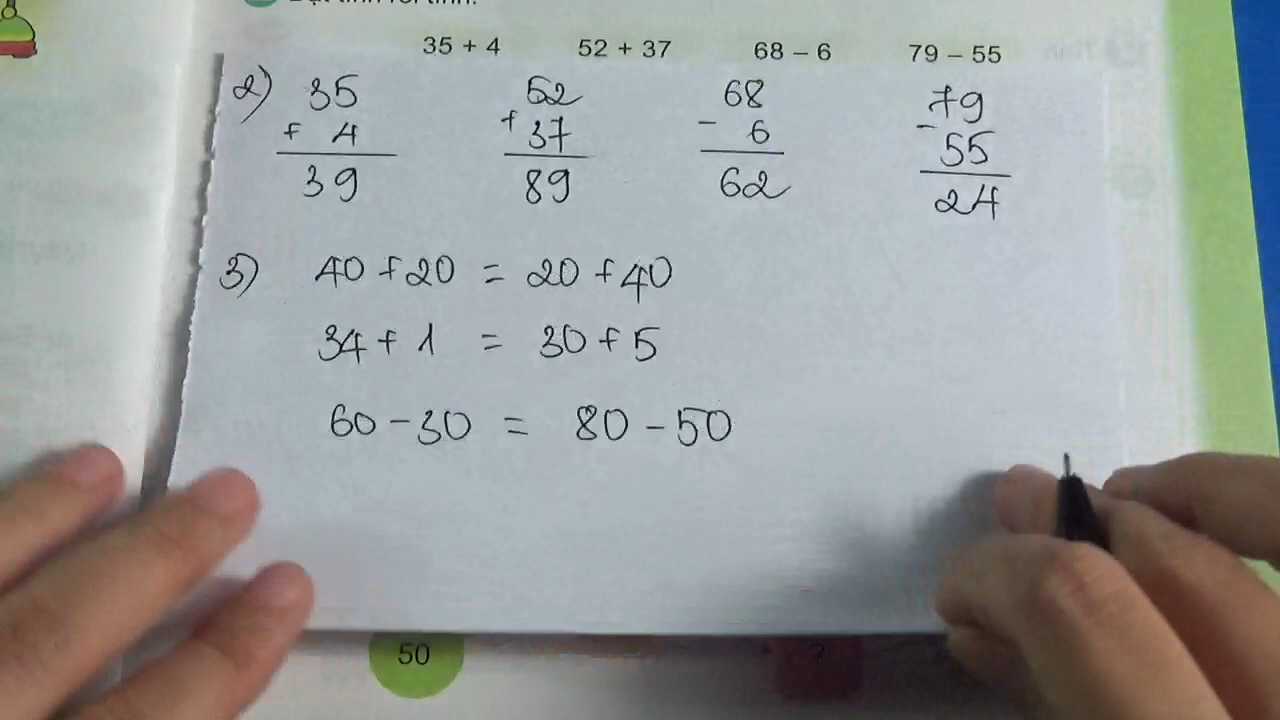 35 + 4 52 + 37 68 – 6 79 – 55
2) 35 52 68 79
+ 4 + 37 - 6 - 55
39 89 62 24
3) 40 + 20 = 20 + 40
34 + 1 = 30 + 5
60 - 30 = 80 - 50
50 ?